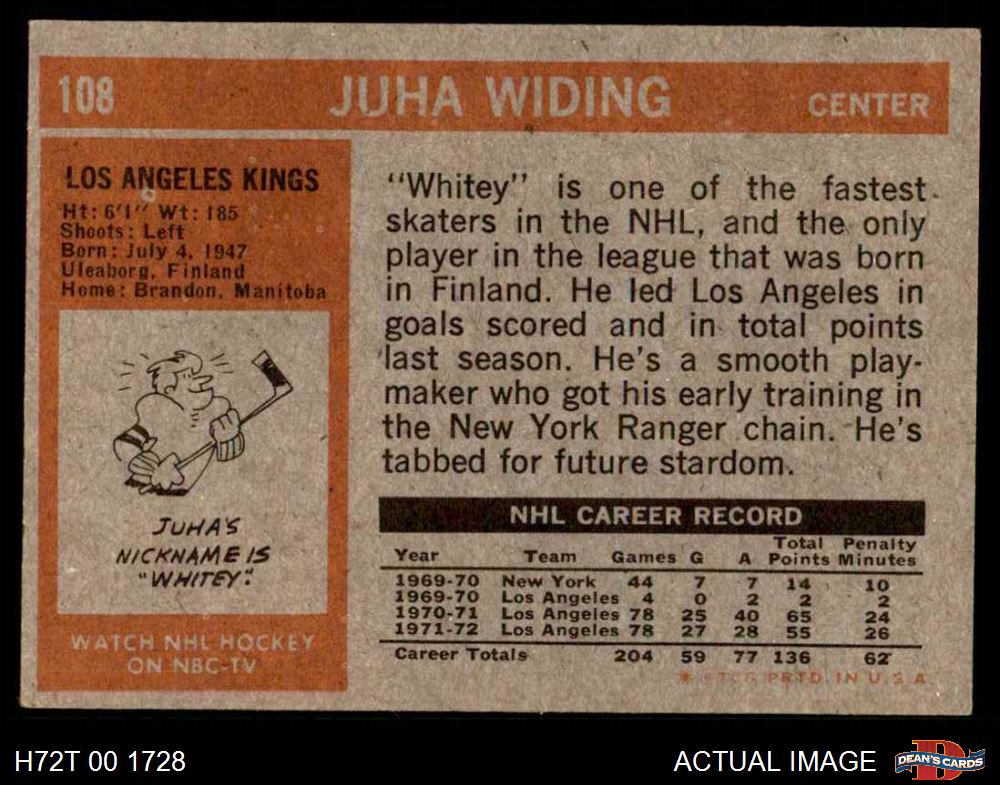 108 JUHA WIDING CENTER
LOS ANGELES KINGS
Ht: 6'1" Wt: 185
Shoots: Left
Born: July 4, 1947
Uleaborg, Finland
Home: Brandon, Manitoba
JUHA'S
NICKNAME IS
"WHITEY".
WATCH NHL HOCKEY
ON NBC-TV
"Whitey" is one of the fastest
skaters in the NHL, and the only
player in the league that was born
in Finland. He led Los Angeles in
goals scored and in total points
last season. He's a smooth play-
maker who got his early training in
the New York Ranger chain. He's
tabbed for future stardom.
NHL CAREER RECORD
Total Penalty
Year Team Games G A Points Minutes
1969-70 New York 44 7 7 14 10
1969-70 Los Angeles 4 0 2 2 2
1970-71 Los Angeles 78 25 40 65 24
1971-72 Los Angeles 78 27 28 55 26
Career Totals 204 59 77 136 62
* ©T.C.G. PRTD. IN U.S.A.
H72T 00 1728 ACTUAL IMAGE DEAN'S CARDS